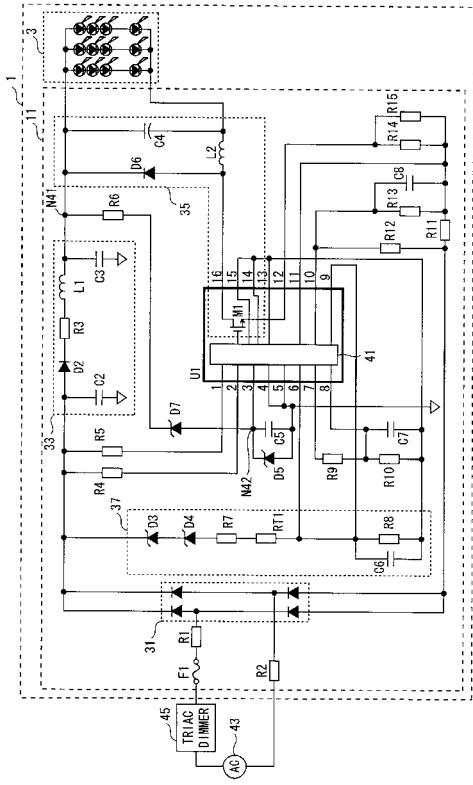 1
3
11
R15
R14
C8
R13
R12
R11
C4
L2
D6
35
N41
R6
C3
L1
R3
D2
C2
33
16
15
14
13
12
11
10
9
M1
U1
41
1
2
3
4
5
6
7
8
D7
R5
R4
N42
C5
D5
R9
C7
R10
37
D3
D4
R7
RT1
R8
C6
31
R1
F1
R2
45
TRIAC
DIMMER
43
AC